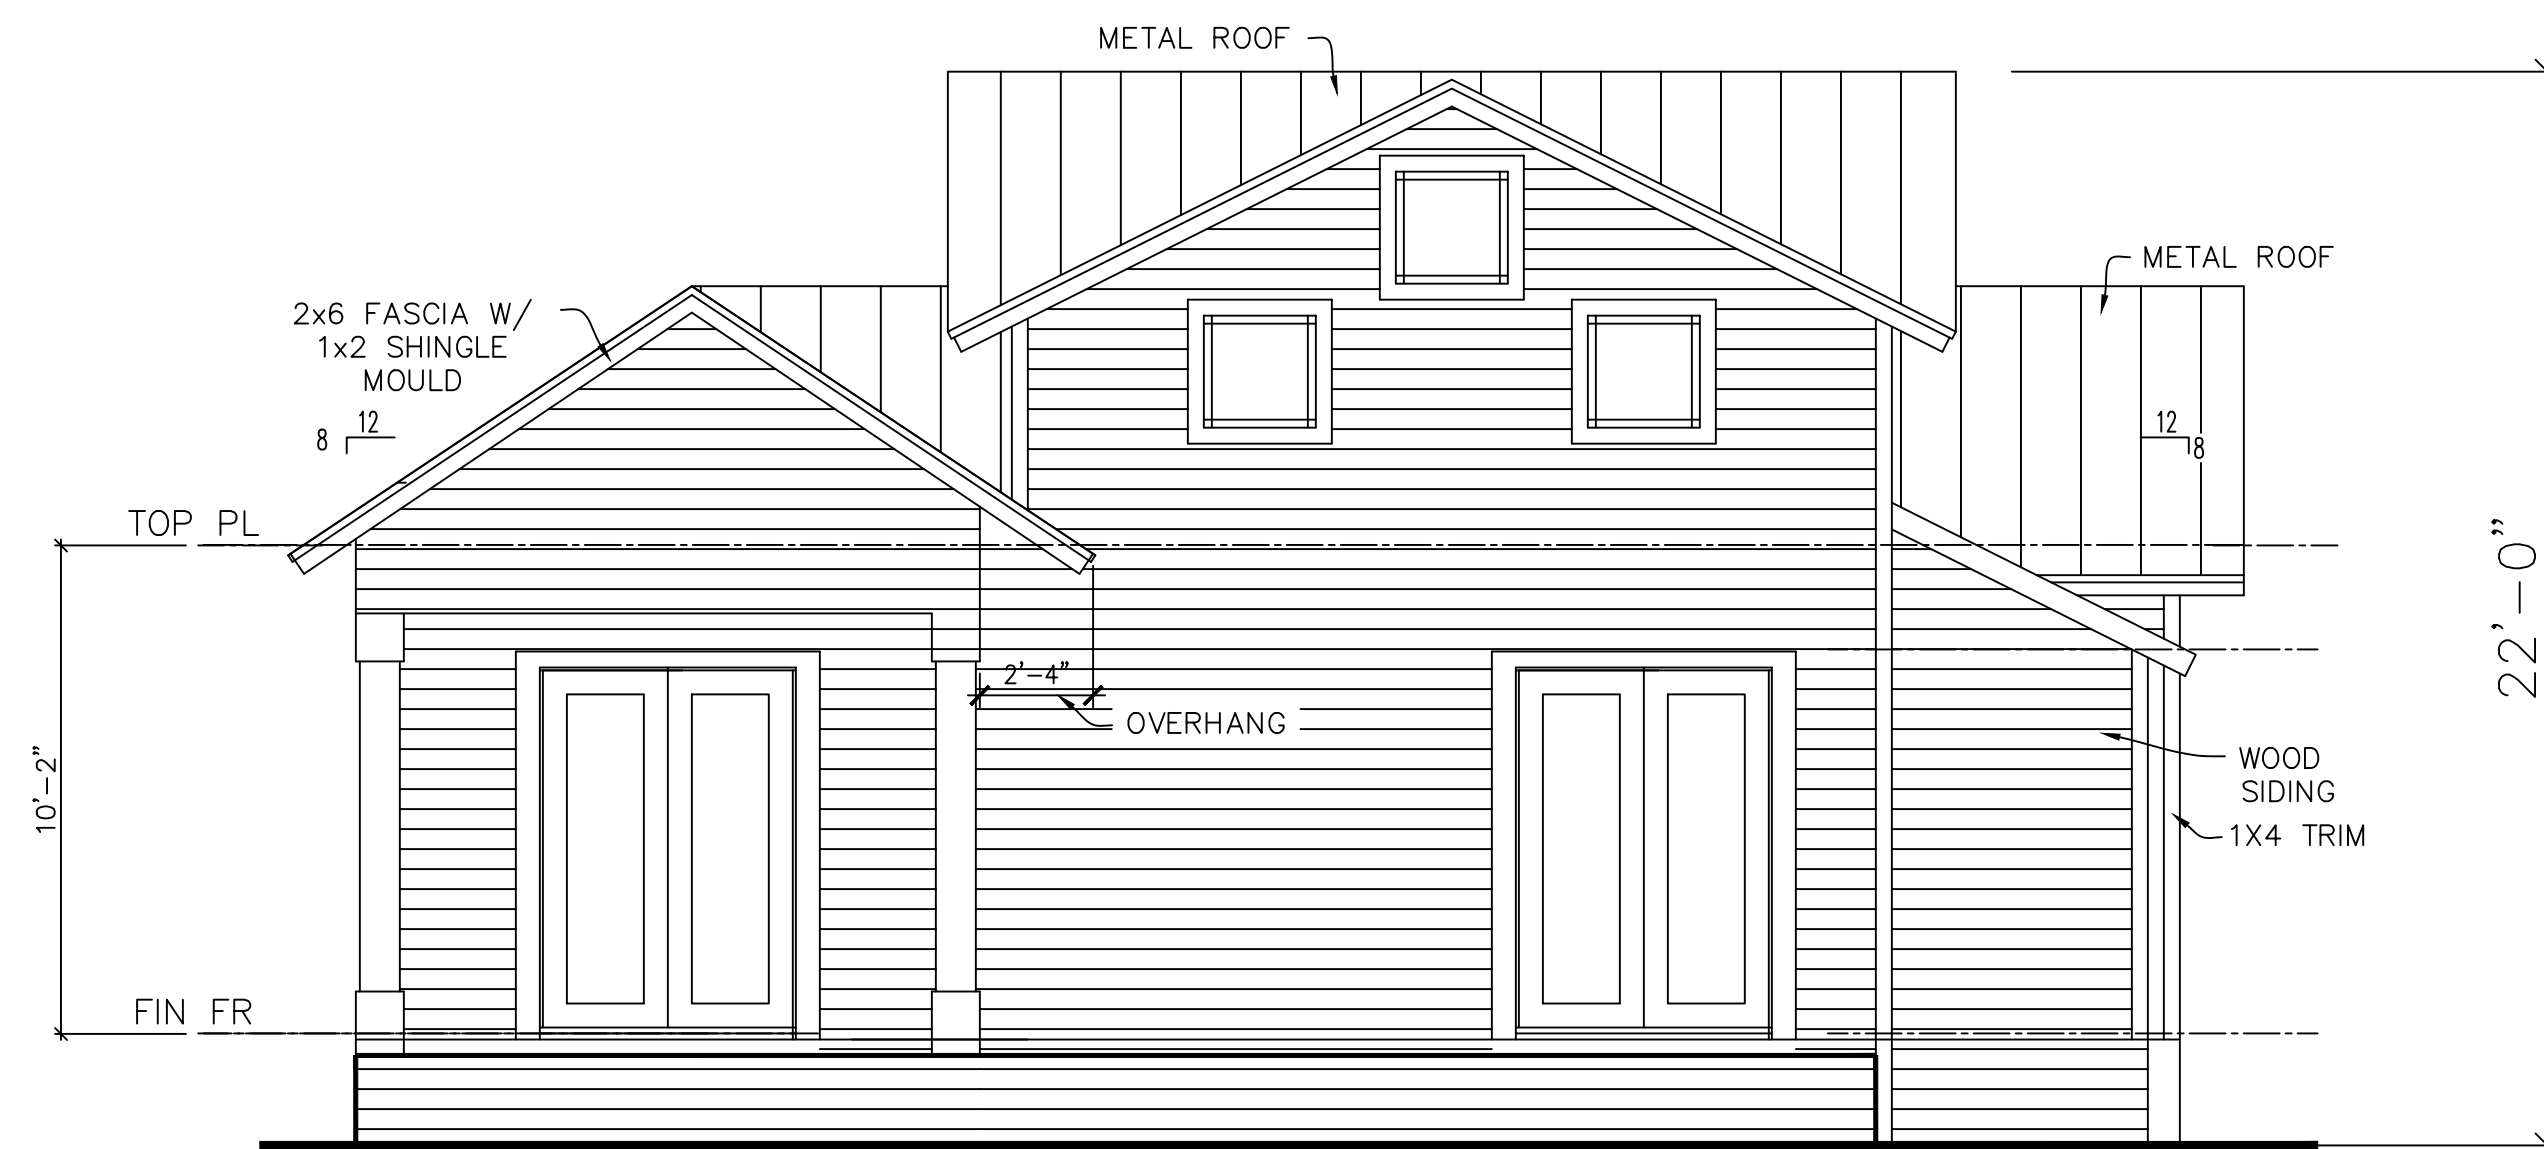 METAL ROOF
METAL ROOF
2x6 FASCIA W/
1x2 SHINGLE
MOULD
12
8
12
8
TOP PL
22'-0"
2'-4"
OVERHANG
10'-2"
WOOD
SIDING
1X4 TRIM
FIN FR